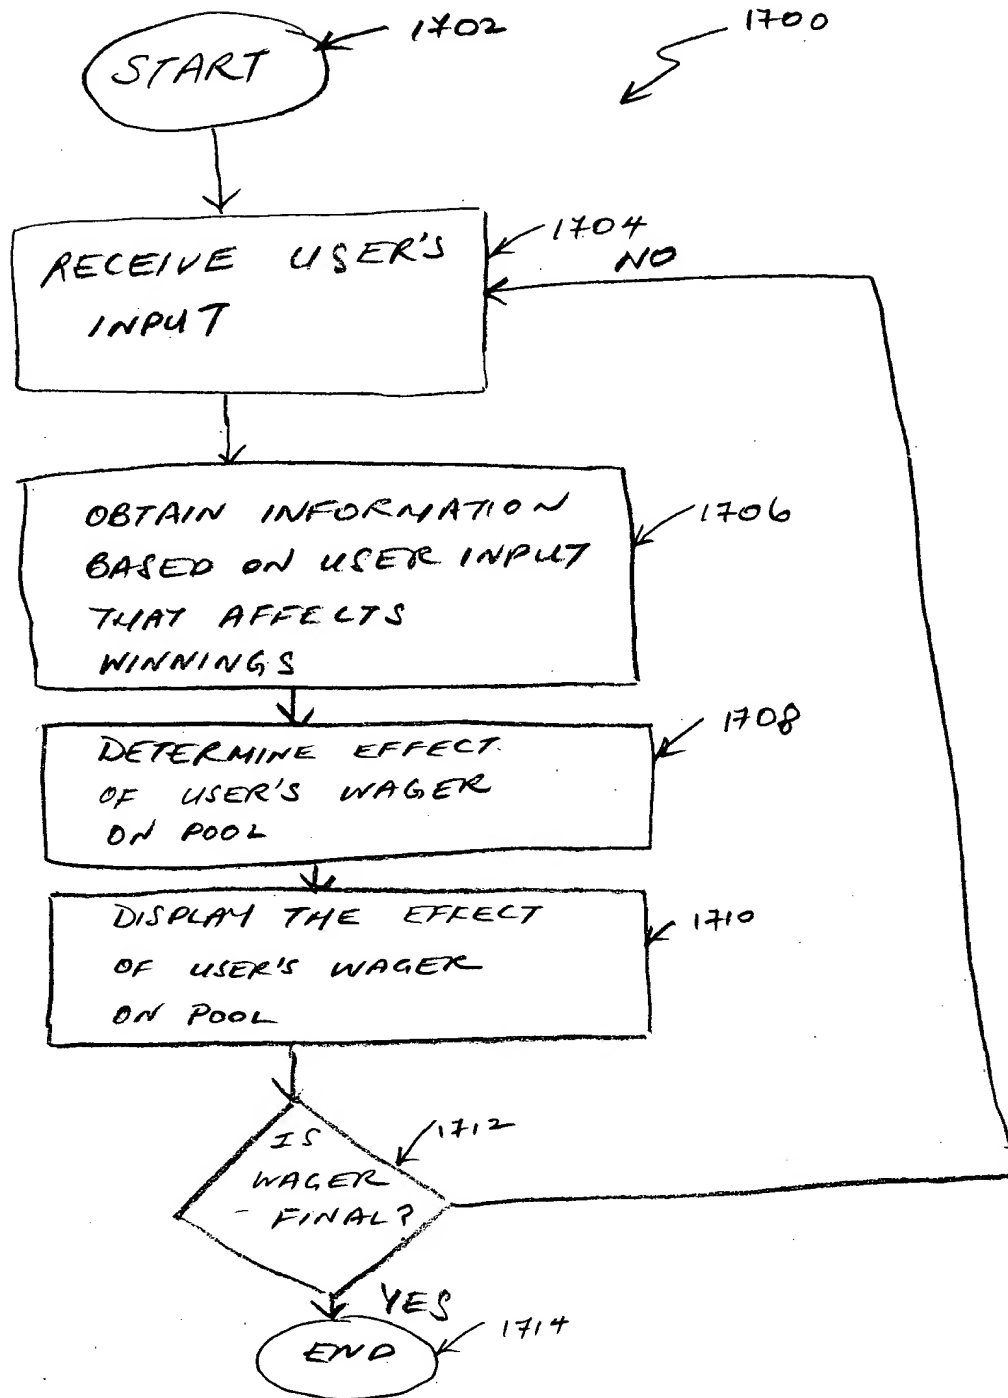 1702
1700
START
1704
NO
RECEIVE USER'S
INPUT
1706
OBTAIN INFORMATION
BASED ON USER INPUT
THAT AFFECTS
WINNINGS
1708
DETERMINE EFFECT
OF USER'S WAGER
ON POOL
1710
DISPLAY THE EFFECT
OF USER'S WAGER
ON POOL
1712
IS
WAGER
FINAL?
YES
1714
END